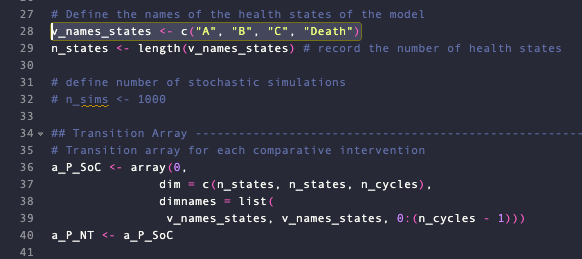 27 # Define the names of the health states of the model
28 v_names_states <- c("A", "B", "C", "Death")
29 n_states <- length(v_names_states) # record the number of health states
30
31 # define number of stochastic simulations
32 # n_sims <- 1000
33
34 ## Transition Array ------------------------------------------------
35 # Transition array for each comparative intervention
36 a_P_SoC <- array(0,
37 dim = c(n_states, n_states, n_cycles),
38 dimnames = list(
39 v_names_states, v_names_states, 0:(n_cycles - 1)))
40 a_P_NT <- a_P_SoC
41